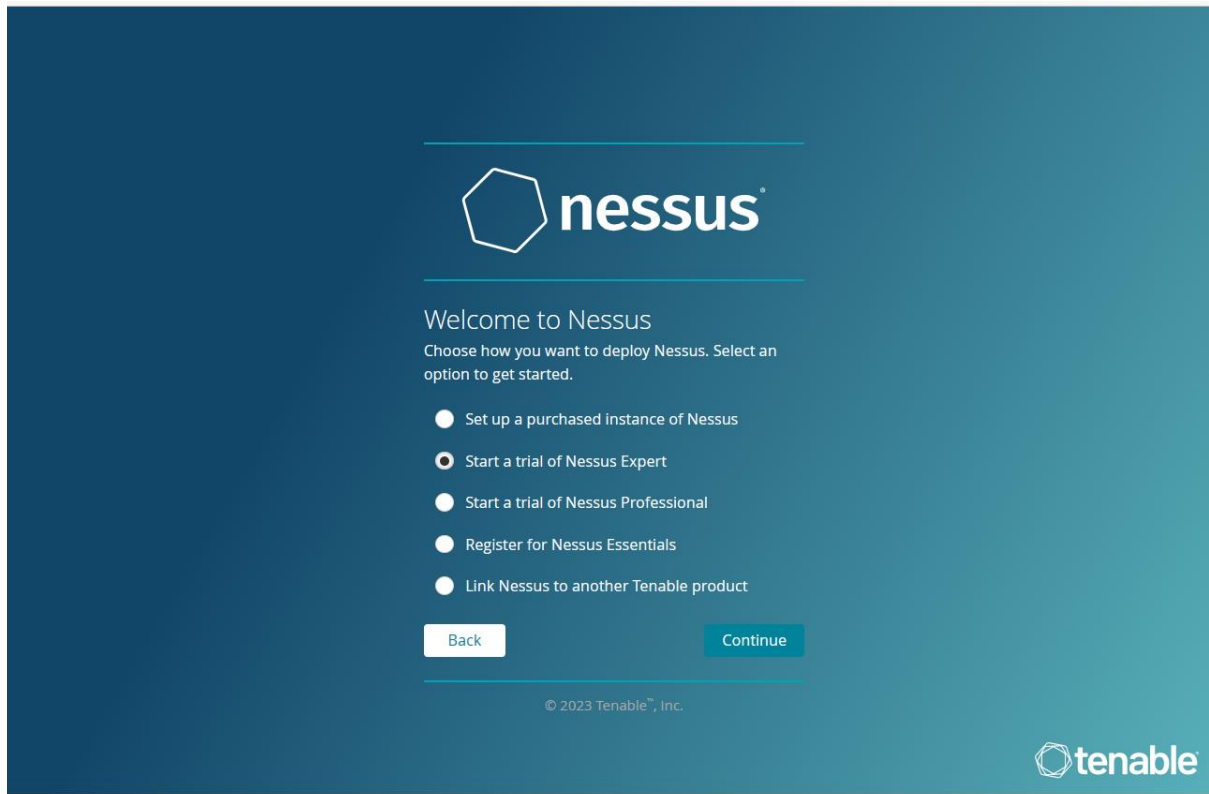 nessus®
Welcome to Nessus
Choose how you want to deploy Nessus. Select an
option to get started.
Set up a purchased instance of Nessus
Start a trial of Nessus Expert
Start a trial of Nessus Professional
Register for Nessus Essentials
Link Nessus to another Tenable product
Back
Continue
© 2023 Tenable™, Inc.
tenable